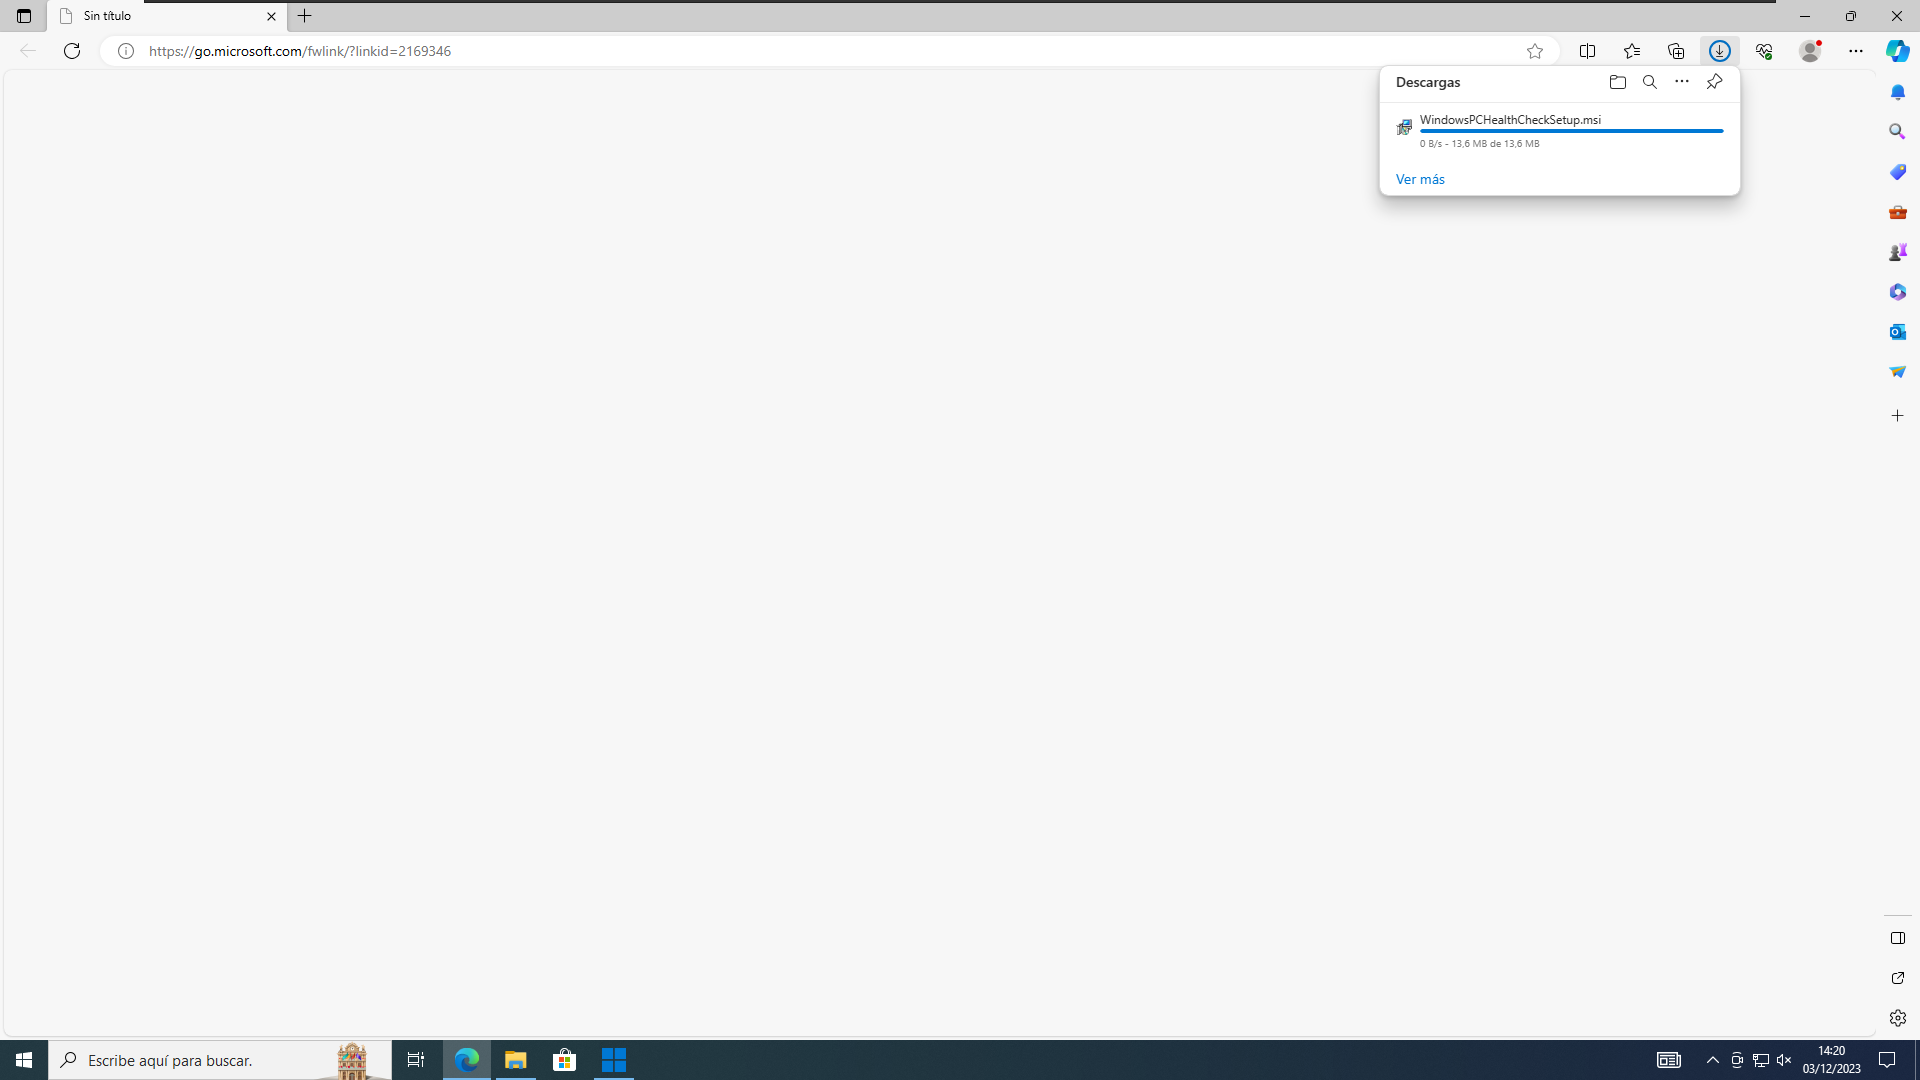 Sin título
https://go.microsoft.com/fwlink/?linkid=2169346
Descargas
WindowsPCHealthCheckSetup.msi
0 B/s - 13,6 MB de 13,6 MB
Ver más
Escribe aquí para buscar.
14:20
03/12/2023